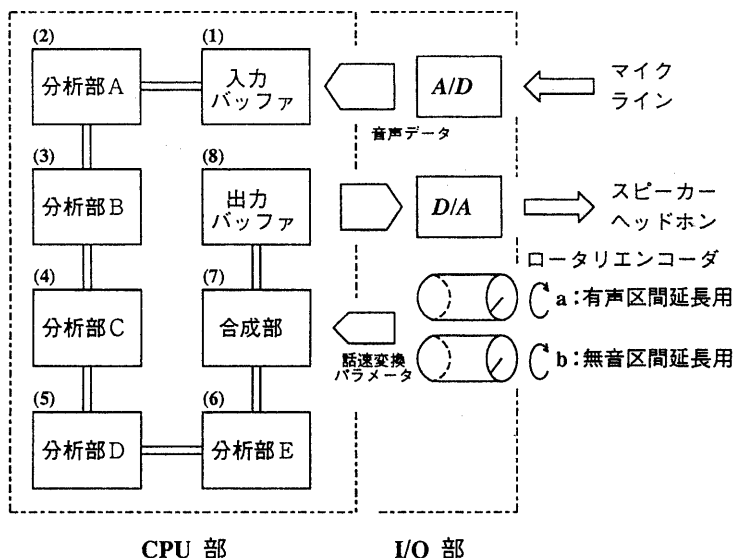 (2)
分析部A
(1)
入力
バッファ
A/D
マイク
ライン
音声データ
(3)
分析部B
(8)
出力
バッファ
D/A
スピーカー
ヘッドホン
ロータリエンコーダ
(4)
分析部C
(7)
合成部
話速変換
パラメータ
a:有声区間延長用
b:無音区間延長用
(5)
分析部D
(6)
分析部E
CPU 部
I/O 部